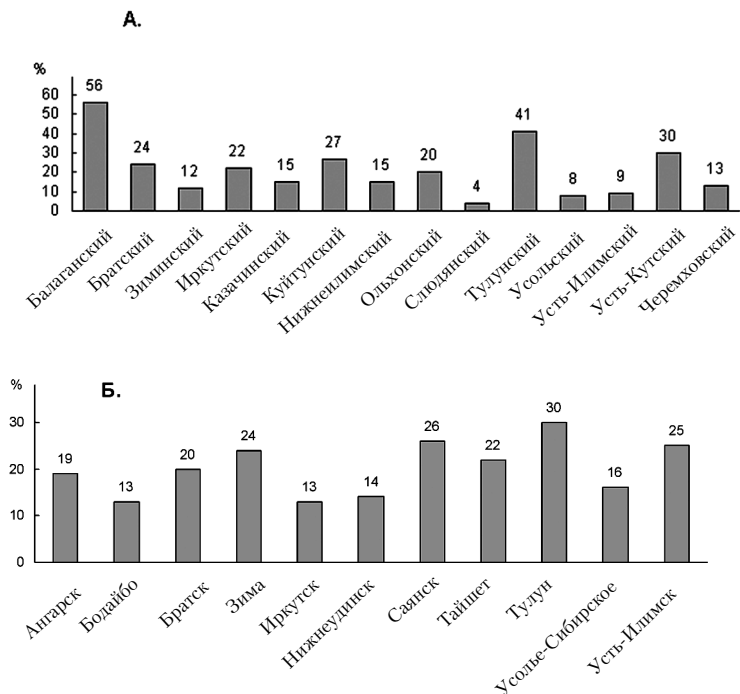 А.
%
60
50
40
30
20
10
0
56 24 12 22 15 27 15 20 4 41 8 9 30 13
Балаганский
Братский
Зиминский
Иркутский
Казачинский
Куйтунский
Нижнеилимский
Ольхонский
Слюдянский
Тулунский
Усольский
Усть-Илимский
Усть-Кутский
Черемховский
Б.
%
30
20
10
0
19 13 20 24 13 14 26 22 30 16 25
Ангарск
Бодайбо
Братск
Зима
Иркутск
Нижнеудинск
Саянск
Тайшет
Тулун
Усолье-Сибирское
Усть-Илимск